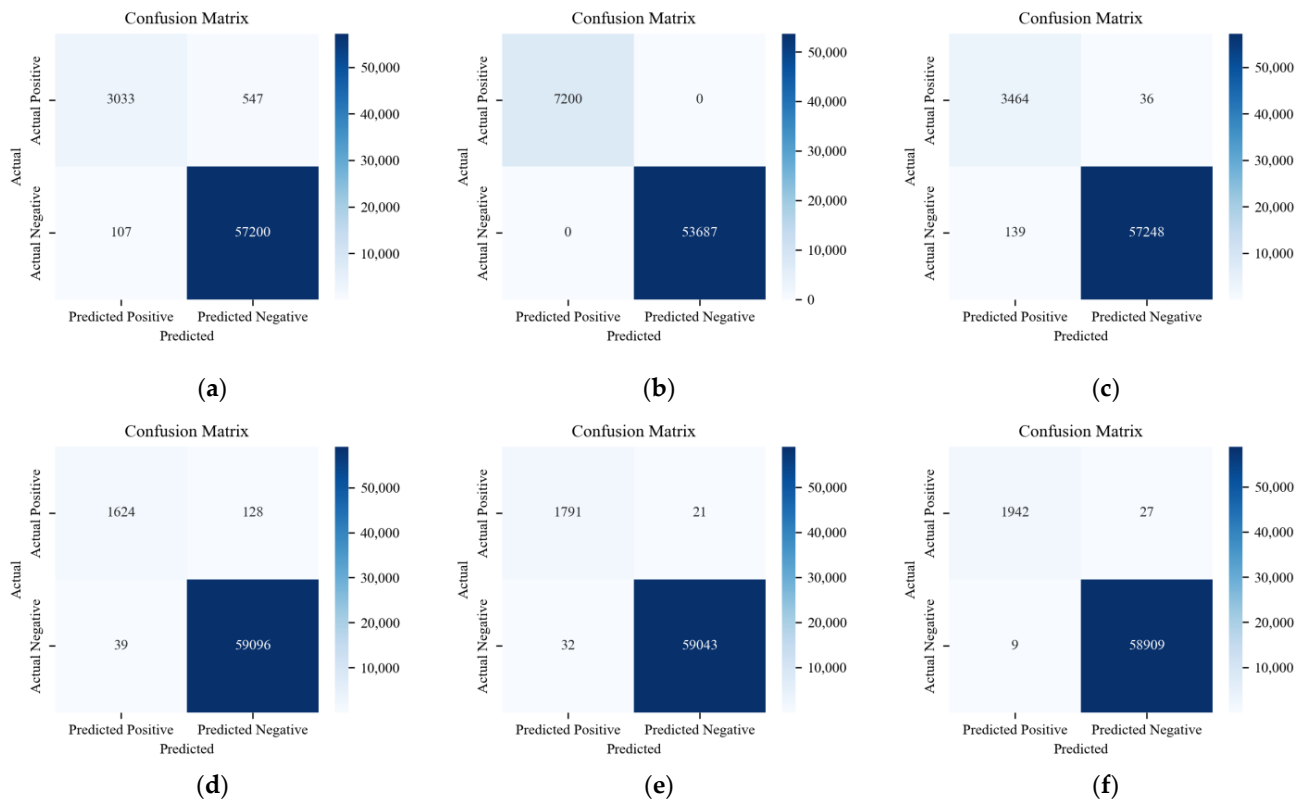 Confusion Matrix
Actual
Actual Positive
Actual Negative
3033 547
107 57200
Predicted Positive Predicted Negative
Predicted
50,000
40,000
30,000
20,000
10,000
(a)
Confusion Matrix
Actual
Actual Positive
Actual Negative
7200 0
0 53687
Predicted Positive Predicted Negative
Predicted
50,000
40,000
30,000
20,000
10,000
0
(b)
Confusion Matrix
Actual
Actual Positive
Actual Negative
3464 36
139 57248
Predicted Positive Predicted Negative
Predicted
50,000
40,000
30,000
20,000
10,000
(c)
Confusion Matrix
Actual
Actual Positive
Actual Negative
1624 128
39 59096
Predicted Positive Predicted Negative
Predicted
50,000
40,000
30,000
20,000
10,000
(d)
Confusion Matrix
Actual
Actual Positive
Actual Negative
1791 21
32 59043
Predicted Positive Predicted Negative
Predicted
50,000
40,000
30,000
20,000
10,000
(e)
Confusion Matrix
Actual
Actual Positive
Actual Negative
1942 27
9 58909
Predicted Positive Predicted Negative
Predicted
50,000
40,000
30,000
20,000
10,000
(f)